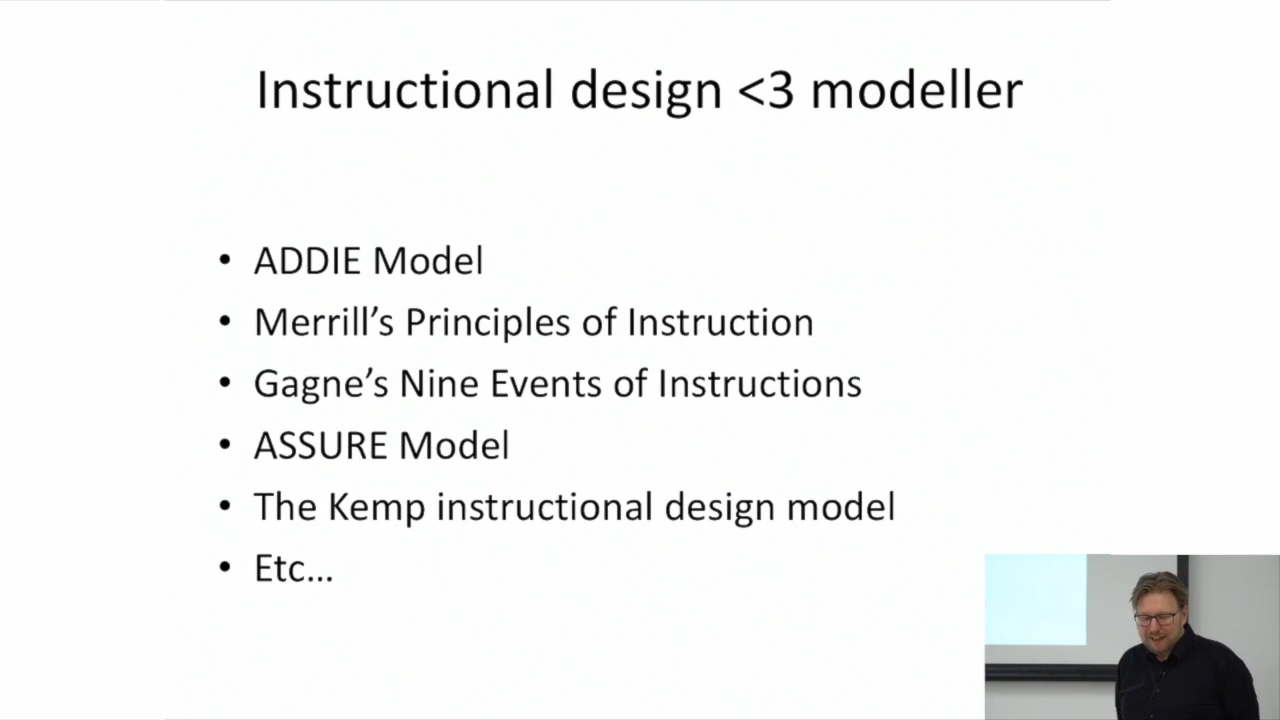 Instructional design <3 modeller
• ADDIE Model
• Merrill’s Principles of Instruction
• Gagne’s Nine Events of Instructions
• ASSURE Model
• The Kemp instructional design model
• Etc…